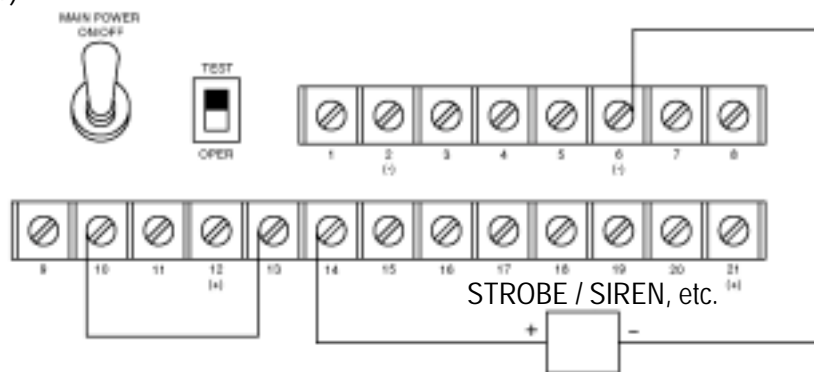 )
MAIN POWER
ON/OFF
TEST
OPER
1 2 3 4 5 6 7 8
(-) (-)
9 10 11 12 13 14 15 16 17 18 19 20 21
(+) (+)
STROBE / SIREN, etc.
+ -